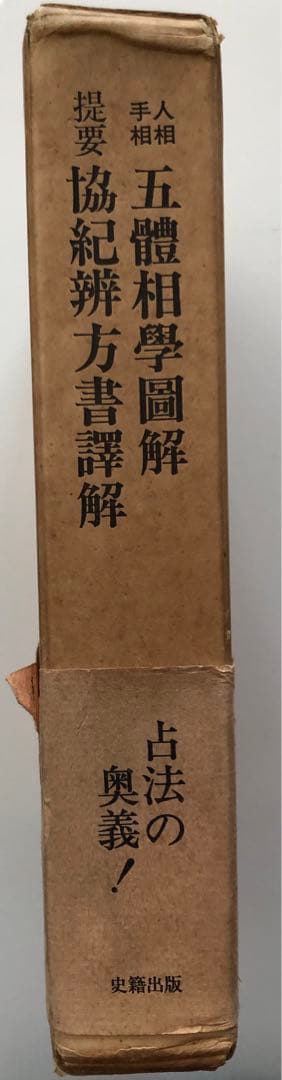 人相
手相
五體相學圖解
提要
協紀辨方書譯解
占法の
奥義!
史籍出版